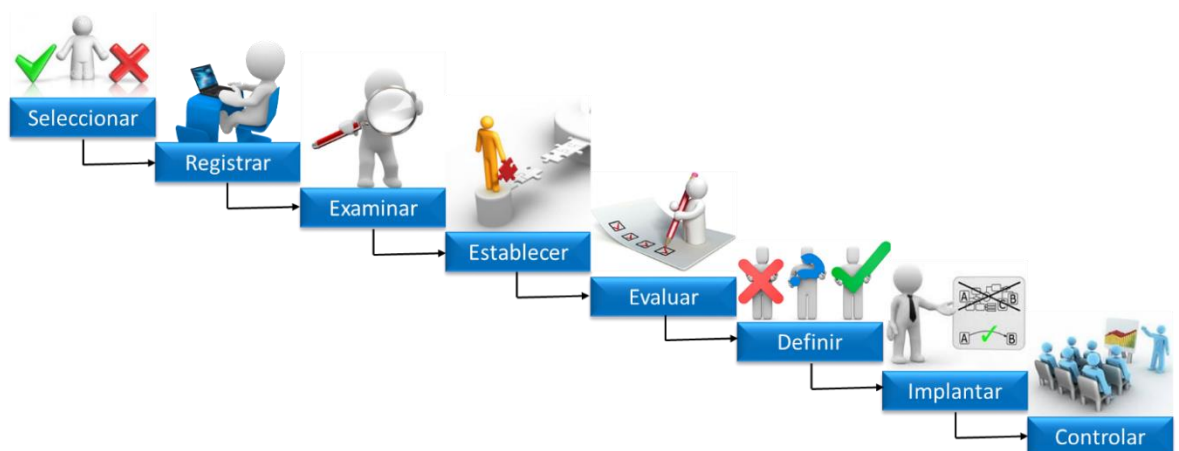 Seleccionar
Registrar
Examinar
Establecer
Evaluar
Definir
A B
C
A B
Implantar
Controlar